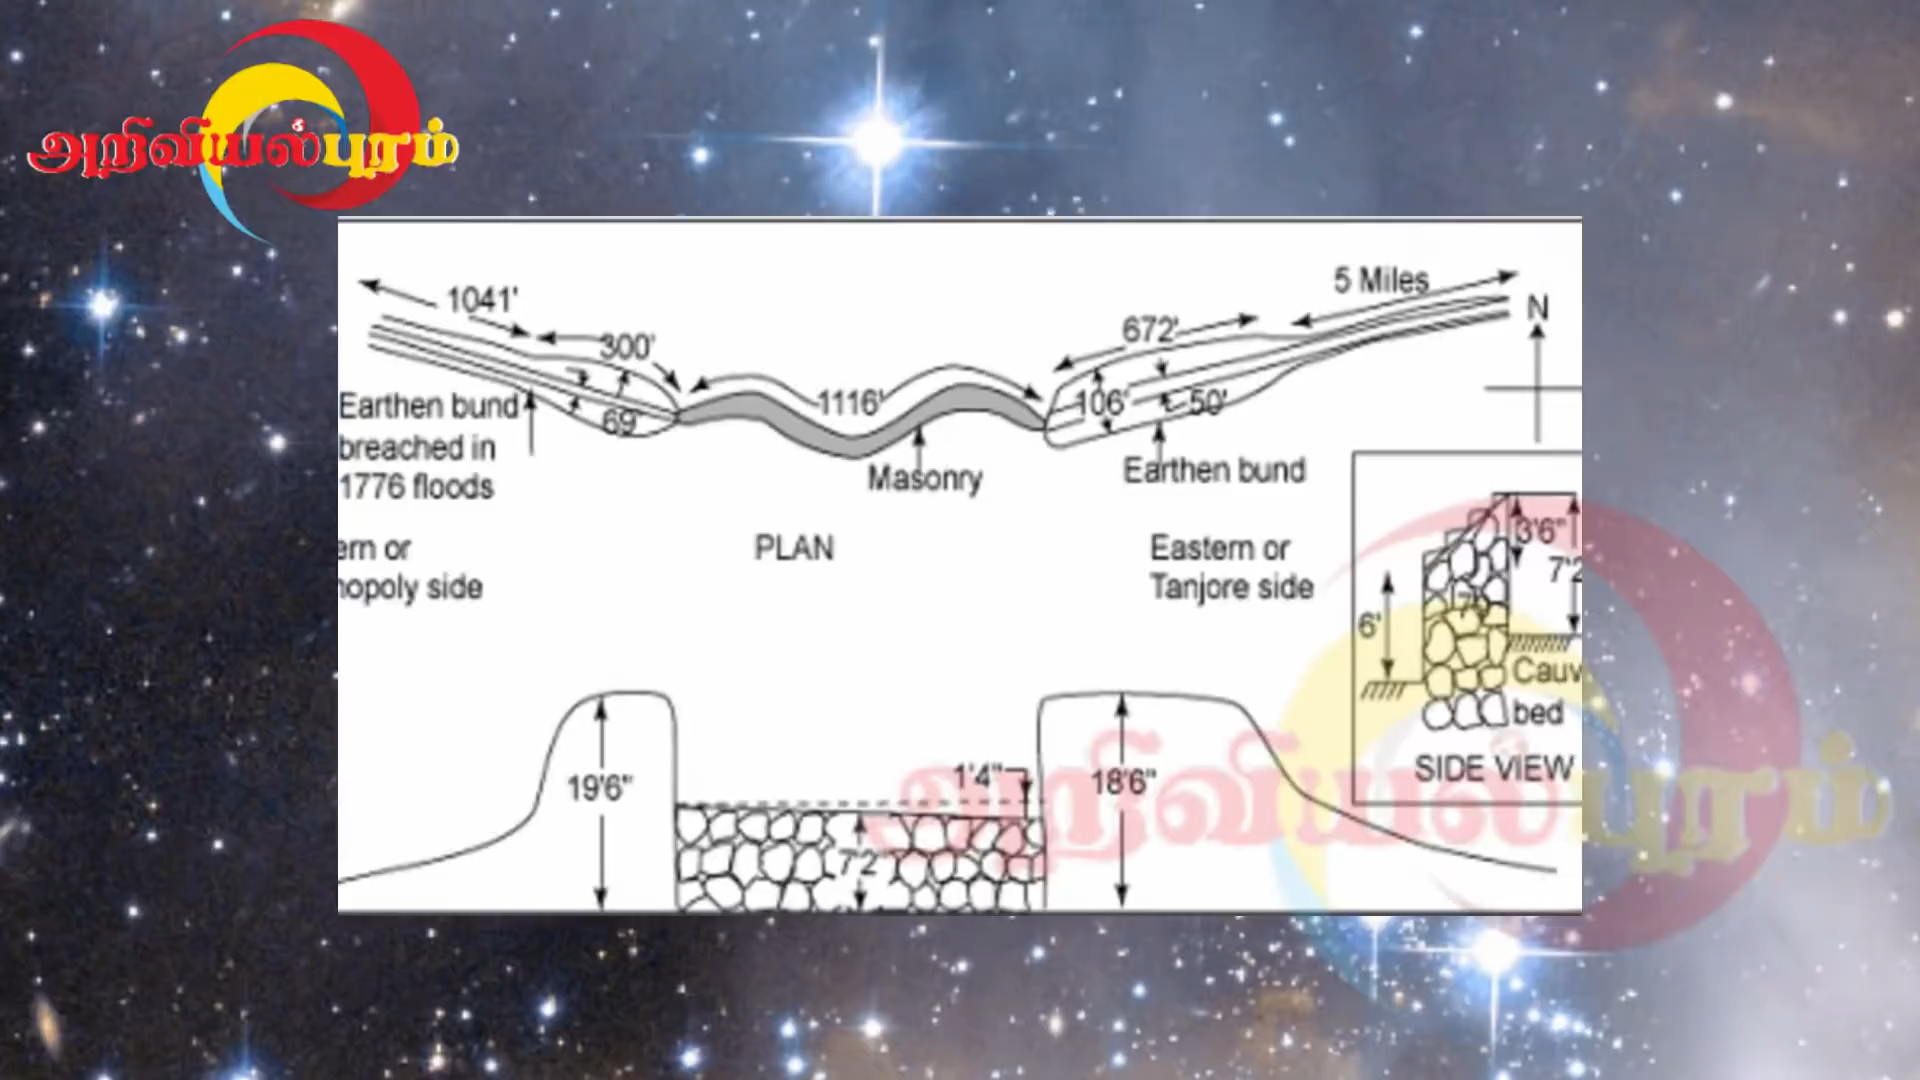 அறிவியல்புரம்
1041'
300'
69'
Earthen bund
breached in
1776 floods
1116'
Masonry
672'
5 Miles
106'
50'
Earthen bund
N
ern or
nopoly side
PLAN
Eastern or
Tanjore side
3'6"
7'2
6'
Cauv
bed
SIDE VIEW
19'6"
1'4"
18'6"
7'2
அறிவியல்புரம்